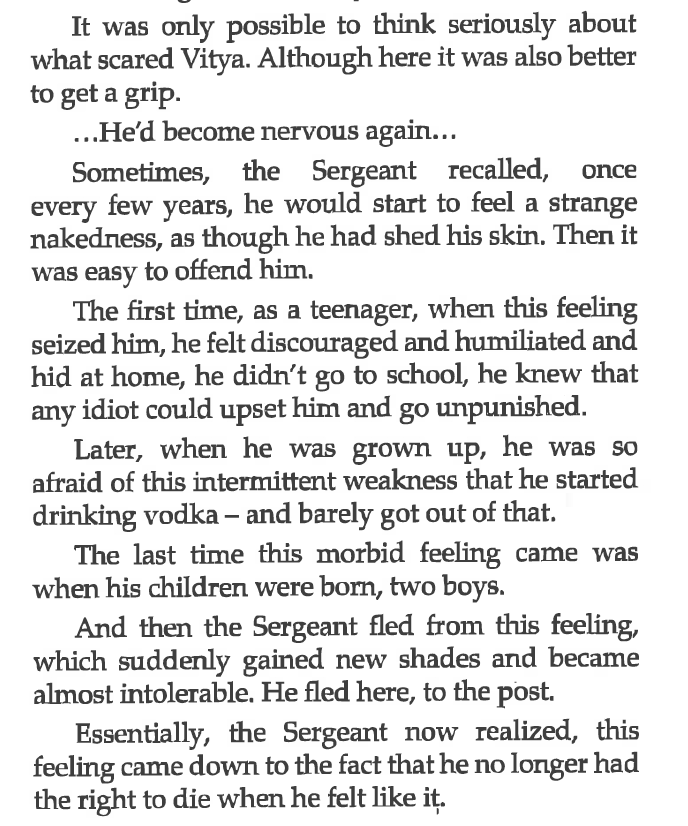 It was only possible to think seriously about
what scared Vitya. Although here it was also better
to get a grip.
...He'd become nervous again...
Sometimes, the Sergeant recalled, once
every few years, he would start to feel a strange
nakedness, as though he had shed his skin. Then it
was easy to offend him.
The first time, as a teenager, when this feeling
seized him, he felt discouraged and humiliated and
hid at home, he didn't go to school, he knew that
any idiot could upset him and go unpunished.
Later, when he was grown up, he was so
afraid of this intermittent weakness that he started
drinking vodka – and barely got out of that.
The last time this morbid feeling came was
when his children were born, two boys.
And then the Sergeant fled from this feeling,
which suddenly gained new shades and became
almost intolerable. He fled here, to the post.
Essentially, the Sergeant now realized, this
feeling came down to the fact that he no longer had
the right to die when he felt like it.